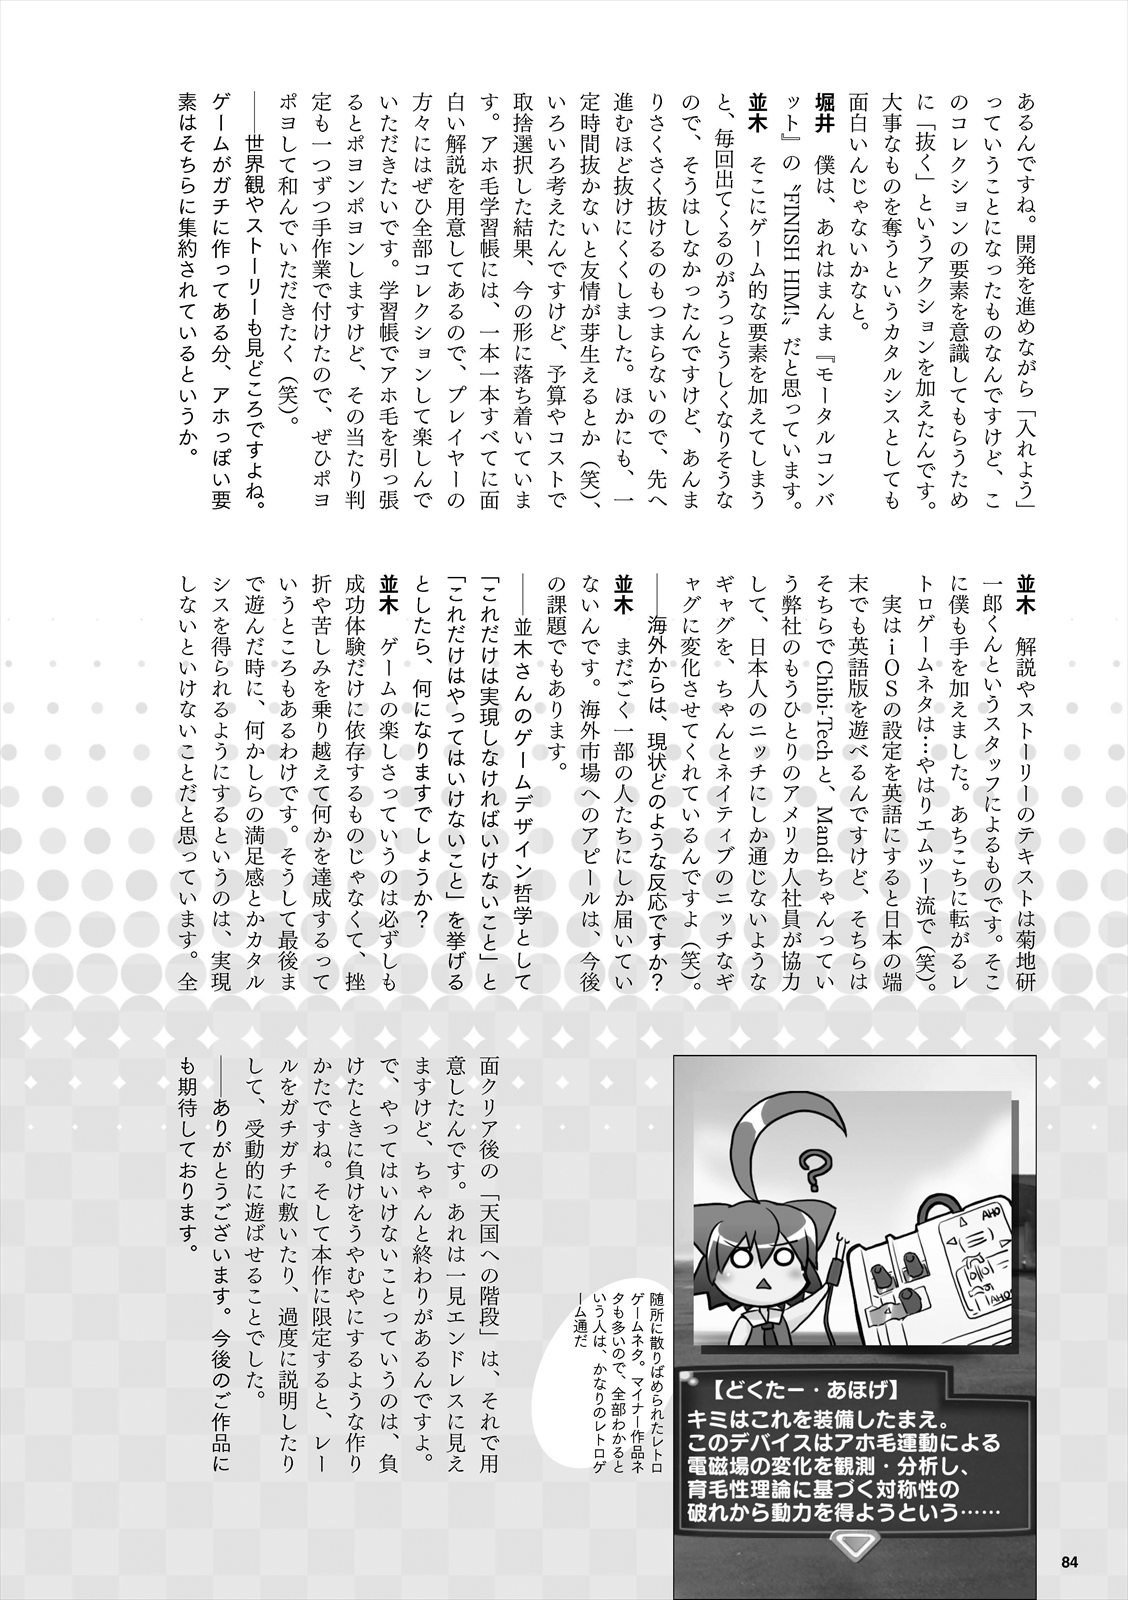 あるんですね。開発を進めながら「入れよう」
っていうことになったものなんですけど、こ
のコレクションの要素を意識してもらうため
に「抜く」というアクションを加えたんです。
大事なものを奪うというカタルシスとしても
面白いんじゃないかなと。
堀井　僕は、あれはまんま『モータルコンバ
ット』の〝FINISH HIM!〟だと思っています。
並木　そこにゲーム的な要素を加えてしまう
と、毎回出てくるのがうっとうしくなりそうな
ので、そうはしなかったんですけど、あんま
りさくさく抜けるのもつまらないので、先へ
進むほど抜けにくくしました。ほかにも、一
定時間抜かないと友情が芽生えるとか（笑）、
いろいろ考えたんですけど、予算やコストで
取捨選択した結果、今の形に落ち着いていま
す。アホ毛学習帳には、一本一本すべてに面
白い解説を用意してあるので、プレイヤーの
方々にはぜひ全部コレクションして楽しんで
いただきたいです。学習帳でアホ毛を引っ張
るとポヨンポヨンしますけど、その当たり判
定も一つずつ手作業で付けたので、ぜひポヨ
ポヨして和んでいただきたく（笑）。
――世界観やストーリーも見どころですよね。
ゲームがガチに作ってある分、アホっぽい要
素はそちらに集約されているというか。
並木　解説やストーリーのテキストは菊地研
一郎くんというスタッフによるものです。そこ
に僕も手を加えました。あちこちに転がるレ
トロゲームネタは…やはりエムツー流で（笑）。
　実はiOSの設定を英語にすると日本の端
末でも英語版を遊べるんですけど、そちらは
そちらでChibi-Techと、Mandiちゃんってい
う弊社のもうひとりのアメリカ人社員が協力
して、日本人のニッチにしか通じないような
ギャグを、ちゃんとネイティブのニッチなギ
ャグに変化させてくれているんですよ（笑）。
――海外からは、現状どのような反応ですか？
並木　まだごく一部の人たちにしか届いてい
ないんです。海外市場へのアピールは、今後
の課題でもあります。
――並木さんのゲームデザイン哲学として
「これだけは実現しなければいけないこと」と
「これだけはやってはいけないこと」を挙げる
としたら、何になりますでしょうか？
並木　ゲームの楽しさっていうのは必ずしも
成功体験だけに依存するものじゃなくて、挫
折や苦しみを乗り越えて何かを達成するって
いうところもあるわけです。そうして最後ま
で遊んだ時に、何かしらの満足感とかカタル
シスを得られるようにするというのは、実現
しないといけないことだと思っています。全
面クリア後の「天国への階段」は、それで用
意したんです。あれは一見エンドレスに見え
ますけど、ちゃんと終わりがあるんですよ。
で、やってはいけないことっていうのは、負
けたときに負けをうやむやにするような作り
かたですね。そして本作に限定すると、レー
ルをガチガチに敷いたり、過度に説明したり
して、受動的に遊ばせることでした。
――ありがとうございます。今後のご作品に
も期待しております。
？
AHO
AHO
【どくたー・あほげ】
キミはこれを装備したまえ。
このデバイスはアホ毛運動による
電磁場の変化を観測・分析し、
育毛性理論に基づく対称性の
破れから動力を得ようという……
随所に散りばめられたレトロ
ゲームネタ。マイナー作品ネ
タも多いので、全部わかると
いう人は、かなりのレトロゲ
ーム通だ
84